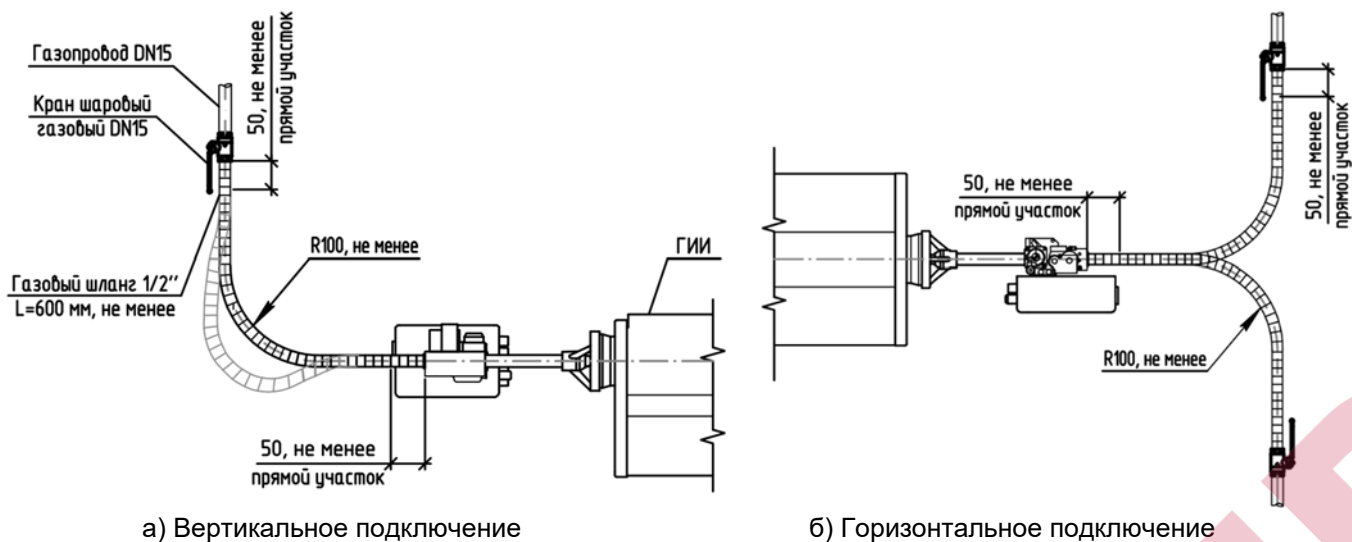 Газопровод DN15
Кран шаровый
газовый DN15
50, не менее
прямой участок
R100, не менее
Газовый шланг 1/2’’
L=600 мм, не менее
ГИИ
50, не менее
прямой участок
а) Вертикальное подключение
50, не менее
прямой участок
50, не менее
прямой участок
R100, не менее
б) Горизонтальное подключение